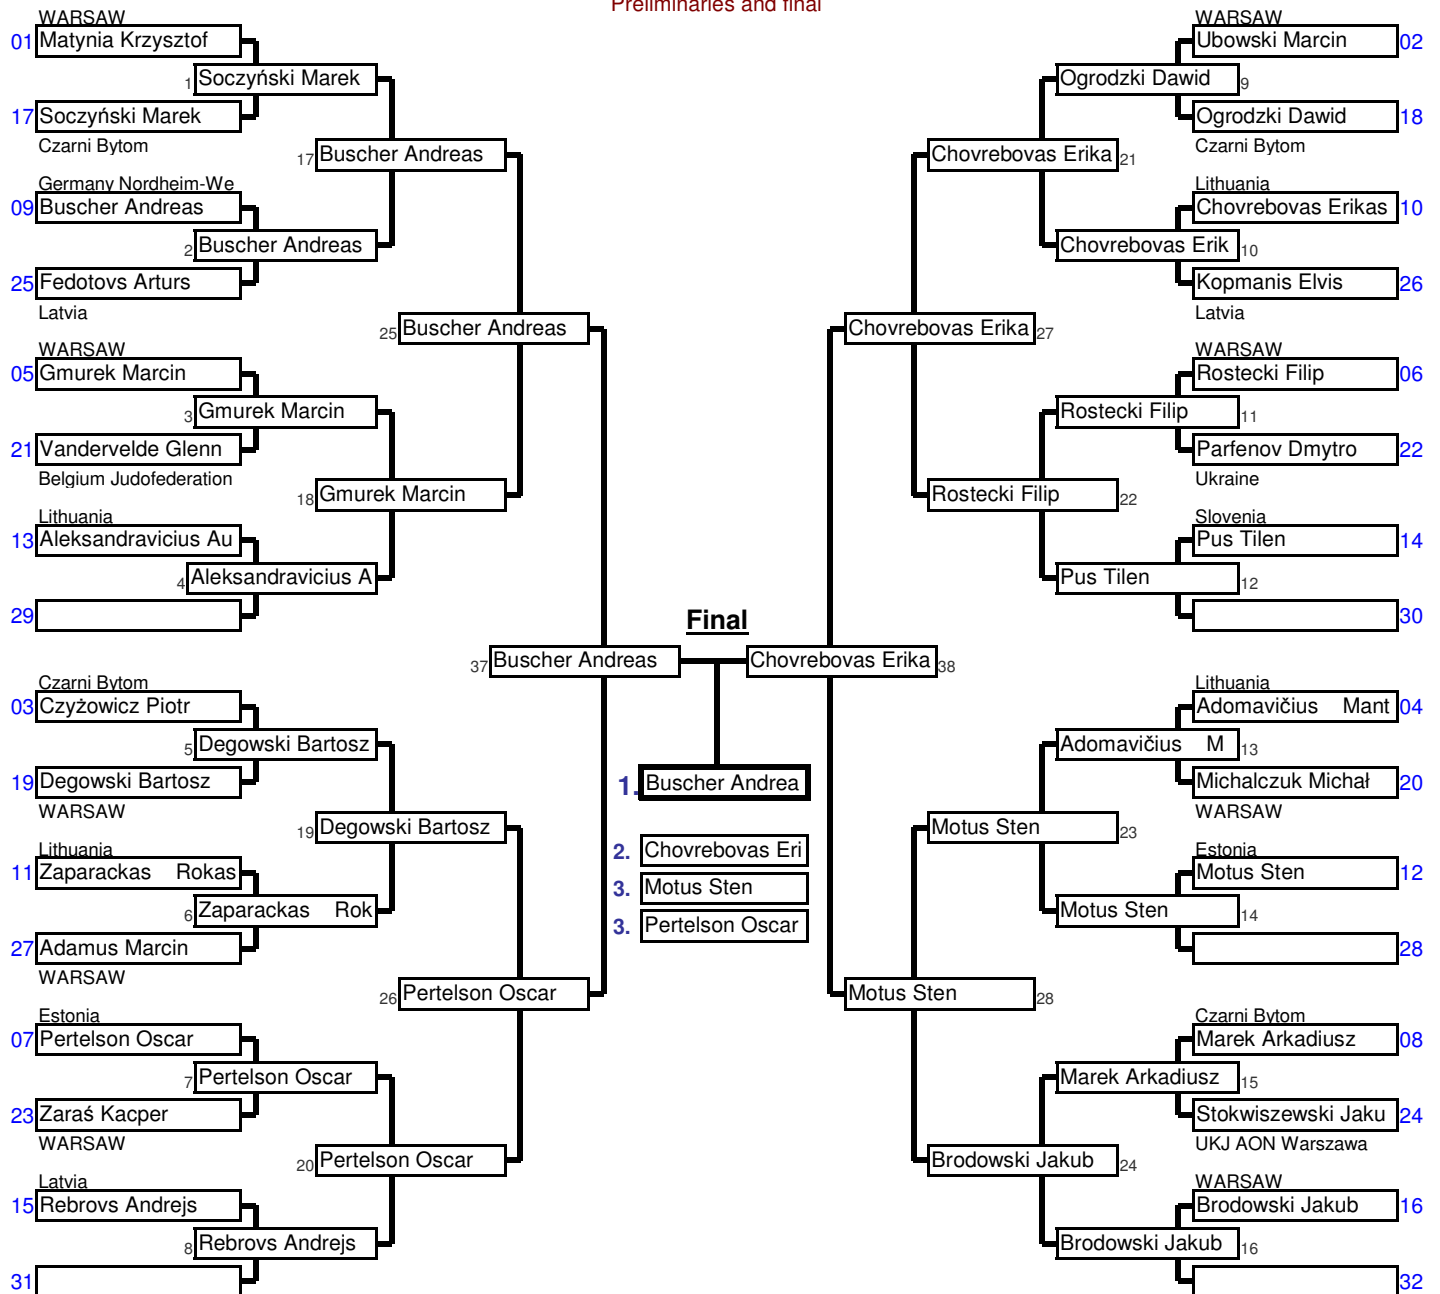 Preliminaries and final
WARSAW
01 Matynia Krzysztof
1 Soczyński Marek
17 Soczyński Marek
Czarni Bytom
17 Buscher Andreas
Germany Nordheim-We
09 Buscher Andreas
2 Buscher Andreas
25 Fedotovs Arturs
Latvia
25 Buscher Andreas
WARSAW
05 Gmurek Marcin
3 Gmurek Marcin
21 Vandervelde Glenn
Belgium Judofederation
18 Gmurek Marcin
Lithuania
13 Aleksandravicius Au
4 Aleksandravicius A
29
37 Buscher Andreas
Czarni Bytom
03 Czyżowicz Piotr
5 Degowski Bartosz
19 Degowski Bartosz
WARSAW
19 Degowski Bartosz
Lithuania
11 Zaparackas Rokas
6 Zaparackas Rok
27 Adamus Marcin
WARSAW
26 Pertelson Oscar
Estonia
07 Pertelson Oscar
7 Pertelson Oscar
23 Zaraś Kacper
WARSAW
20 Pertelson Oscar
Latvia
15 Rebrovs Andrejs
8 Rebrovs Andrejs
31
Final
1. Buscher Andrea
2. Chovrebovas Eri
3. Motus Sten
3. Pertelson Oscar
WARSAW
Ubowski Marcin 02
Ogrodzki Dawid 9
Ogrodzki Dawid 18
Czarni Bytom
Chovrebovas Erika 21
Lithuania
Chovrebovas Erikas 10
Chovrebovas Erik 10
Kopmanis Elvis 26
Latvia
Chovrebovas Erika 27
WARSAW
Rostecki Filip 06
Rostecki Filip 11
Parfenov Dmytro 22
Ukraine
Rostecki Filip 22
Slovenia
Pus Tilen 14
Pus Tilen 12
30
Chovrebovas Erika 38
Lithuania
Adomavičius Mant 04
Adomavičius M 13
Michalczuk Michał 20
WARSAW
Motus Sten 23
Estonia
Motus Sten 12
Motus Sten 14
28
Motus Sten 28
Czarni Bytom
Marek Arkadiusz 08
Marek Arkadiusz 15
Stokwiszewski Jaku 24
UKJ AON Warszawa
Brodowski Jakub 24
WARSAW
Brodowski Jakub 16
Brodowski Jakub 16
32